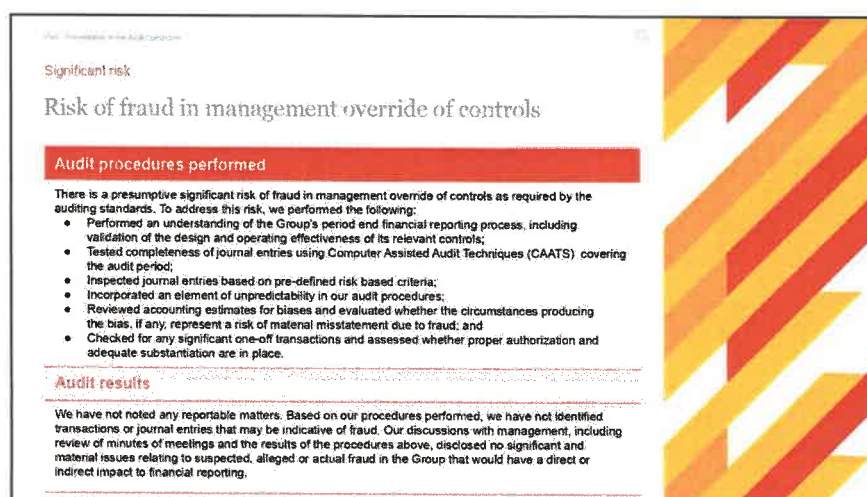 Significant risk
Risk of fraud in management override of controls
Audit procedures performed
There is a presumptive significant risk of fraud in management override of controls as required by the
auditing standards. To address this risk, we performed the following:
● Performed an understanding of the Group's period end financial reporting process, including
validation of the design and operating effectiveness of its relevant controls;
● Tested completeness of journal entries using Computer Assisted Audit Techniques (CAATS) covering
the audit period;
● Inspected journal entries based on pre-defined risk based criteria;
● Incorporated an element of unpredictability in our audit procedures;
● Reviewed accounting estimates for biases and evaluated whether the circumstances producing
the bias, if any, represent a risk of material misstatement due to fraud; and
● Checked for any significant one-off transactions and assessed whether proper authorization and
adequate substantiation are in place.
Audit results
We have not noted any reportable matters. Based on our procedures performed, we have not identified
transactions or journal entries that may be indicative of fraud. Our discussions with management, including
review of minutes of meetings and the results of the procedures above, disclosed no significant and
material issues relating to suspected, alleged or actual fraud in the Group that would have a direct or
indirect impact to financial reporting.